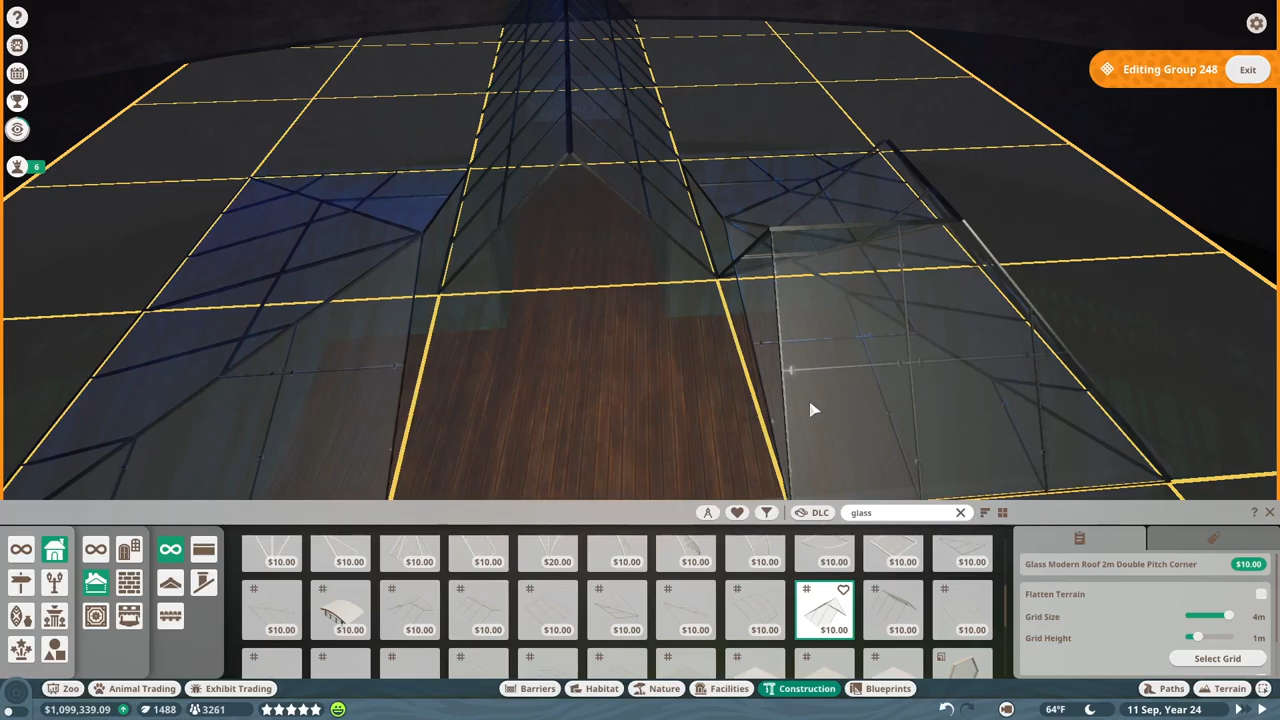 Editing Group 248
Exit
6
DLC
glass
$10.00 $10.00 $10.00 $10.00 $20.00 $10.00 $10.00 $10.00 $10.00 $10.00 $10.00
$10.00 $10.00 $10.00 $10.00 $10.00 $10.00 $10.00 $10.00 $10.00 $10.00 $10.00
Glass Modern Roof 2m Double Pitch Corner $10.00
Flatten Terrain
Grid Size 4m
Grid Height 1m
Select Grid
Zoo Animal Trading Exhibit Trading Barriers Habitat Nature Facilities Construction Blueprints Paths Terrain
$1,099,339.09 1488 3261 64°F 11 Sep, Year 24